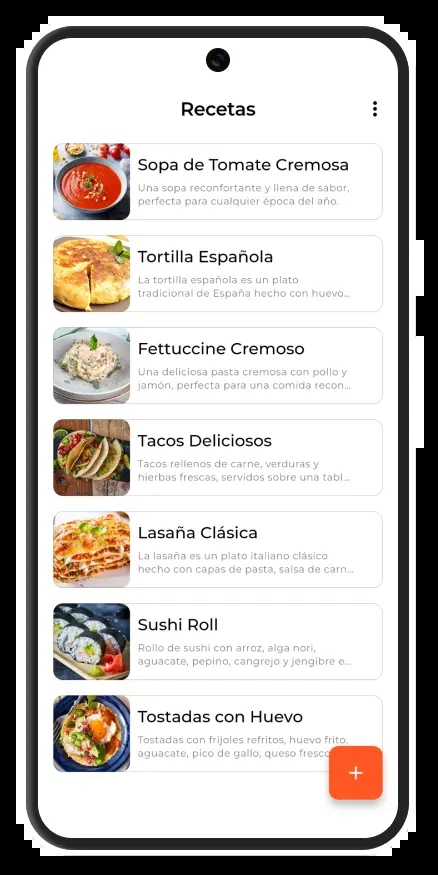 Recetas
Sopa de Tomate Cremosa
Una sopa reconfortante y llena de sabor,
perfecta para cualquier época del año.
Tortilla Española
La tortilla española es un plato
tradicional de España hecho con huevo...
Fettuccine Cremoso
Una deliciosa pasta cremosa con pollo y
jamón, perfecta para una comida recon...
Tacos Deliciosos
Tacos rellenos de carne, verduras y
hierbas frescas, servidos sobre una tabl...
Lasaña Clásica
La lasaña es un plato italiano clásico
hecho con capas de pasta, salsa de carn...
Sushi Roll
Rollo de sushi con arroz, alga nori,
aguacate, pepino, cangrejo y jengibre e...
Tostadas con Huevo
Tostadas con frijoles refritos, huevo frito,
aguacate, pico de gallo, queso fresco
+